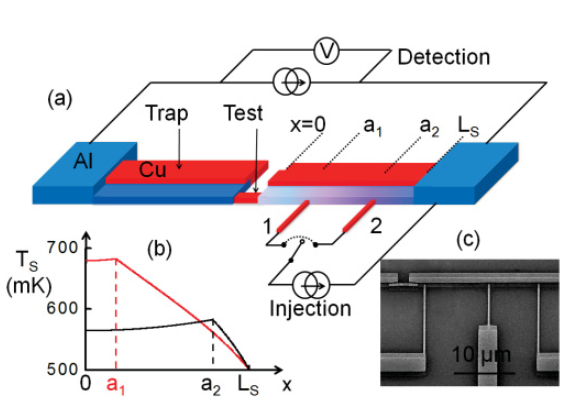 V
Detection
(a)
Trap
Test
x=0
a1
a2
LS
Al
Cu
1
2
(c)
Injection
10 μm
(b)
TS
(mK)
700
600
500
0
a1
a2
LS
x